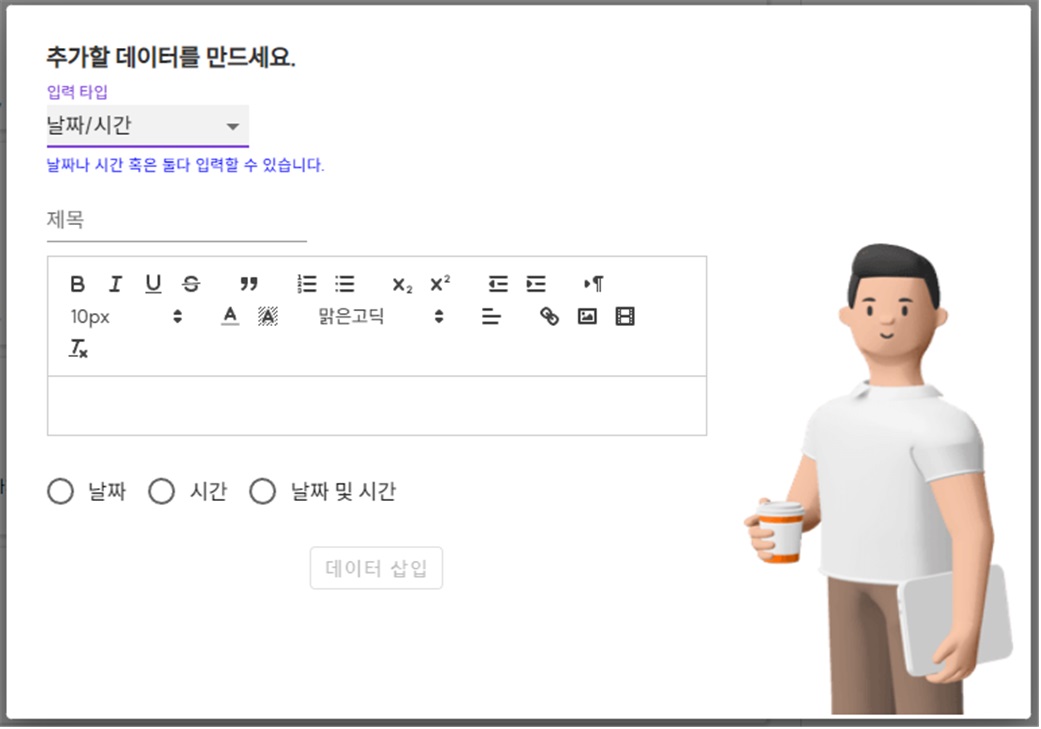 추가할 데이터를 만드세요.
입력 타입
날짜/시간
날짜나 시간 혹은 둘다 입력할 수 있습니다.
제목
10px 맑은고딕
날짜 시간 날짜 및 시간
데이터 삽입